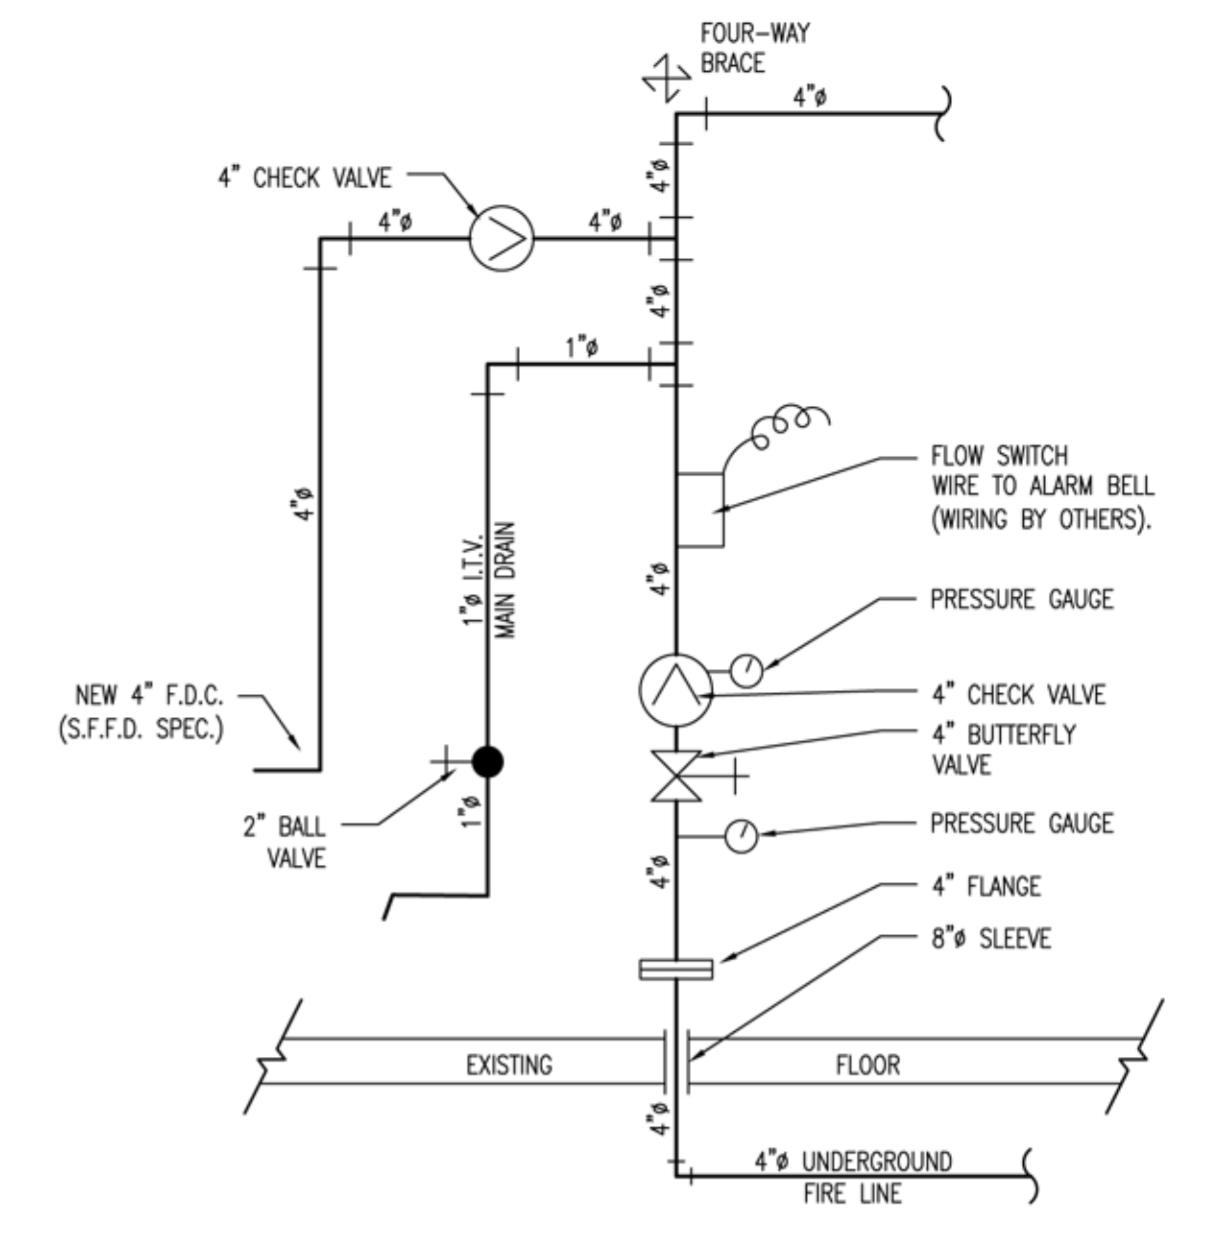 FOUR-WAY
BRACE
4"ø
4"ø
4" CHECK VALVE
4"ø
4"ø
4"ø
1"ø
FLOW SWITCH
WIRE TO ALARM BELL
(WIRING BY OTHERS).
4"ø
1"ø I.T.V.
MAIN DRAIN
4"ø
PRESSURE GAUGE
NEW 4" F.D.C.
(S.F.F.D. SPEC.)
4" CHECK VALVE
4" BUTTERFLY
VALVE
2" BALL
VALVE
1"ø
PRESSURE GAUGE
4"ø
4" FLANGE
8"ø SLEEVE
EXISTING
FLOOR
4"ø
4"ø UNDERGROUND
FIRE LINE